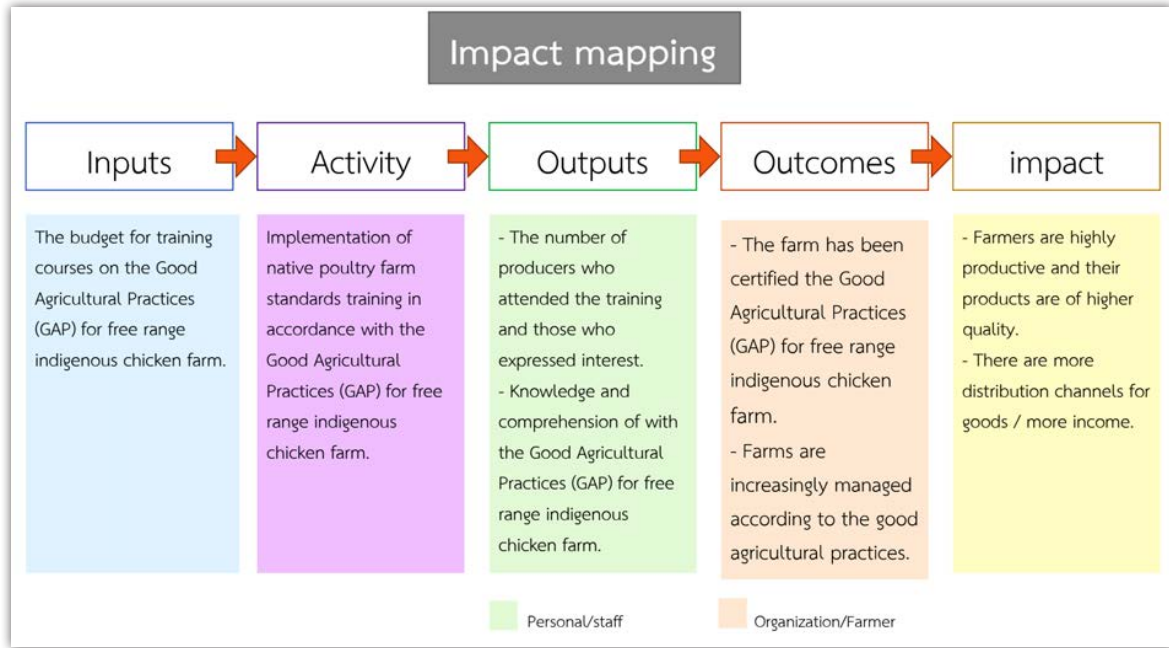 Impact mapping
Inputs
Activity
Outputs
Outcomes
impact
The budget for training
courses on the Good
Agricultural Practices
(GAP) for free range
indigenous chicken farm.
Implementation of
native poultry farm
standards training in
accordance with the
Good Agricultural
Practices (GAP) for free
range indigenous
chicken farm.
- The number of
producers who
attended the training
and those who
expressed interest.
- Knowledge and
comprehension of with
the Good Agricultural
Practices (GAP) for free
range indigenous
chicken farm.
- The farm has been
certified the Good
Agricultural Practices
(GAP) for free range
indigenous chicken
farm.
- Farms are
increasingly managed
according to the good
agricultural practices.
- Farmers are highly
productive and their
products are of higher
quality.
- There are more
distribution channels for
goods / more income.
Personal/staff
Organization/Farmer